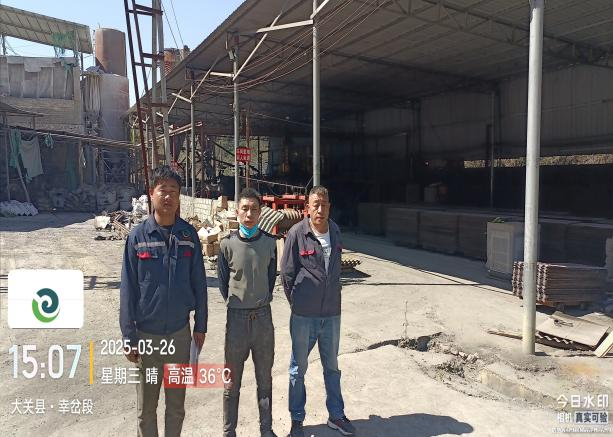 15:07
2025-03-26
星期三 晴
高温 36°C
大关县·幸岔段
今日水印
相机 真实可验